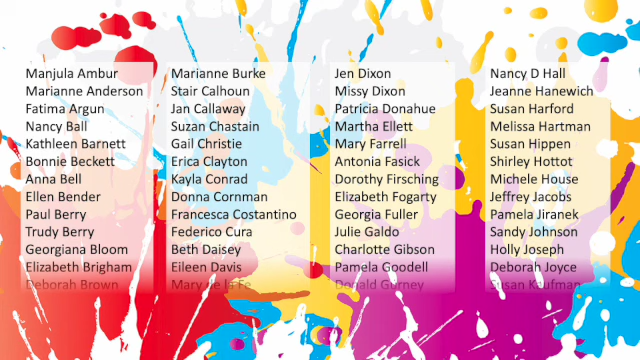 Manjula Ambur
Marianne Anderson
Fatima Argun
Nancy Ball
Kathleen Barnett
Bonnie Beckett
Anna Bell
Ellen Bender
Paul Berry
Trudy Berry
Georgiana Bloom
Elizabeth Brigham
Deborah Brown
Marianne Burke
Stair Calhoun
Jan Callaway
Suzan Chastain
Gail Christie
Erica Clayton
Kayla Conrad
Donna Cornman
Francesca Costantino
Federico Cura
Beth Daisey
Eileen Davis
Mary de la Fe
Jen Dixon
Missy Dixon
Patricia Donahue
Martha Ellett
Mary Farrell
Antonia Fasick
Dorothy Firsching
Elizabeth Fogarty
Georgia Fuller
Julie Galdo
Charlotte Gibson
Pamela Goodell
Donald Gurney
Nancy D Hall
Jeanne Hanewich
Susan Harford
Melissa Hartman
Susan Hippen
Shirley Hottot
Michele House
Jeffrey Jacobs
Pamela Jiranek
Sandy Johnson
Holly Joseph
Deborah Joyce
Susan Kaufman